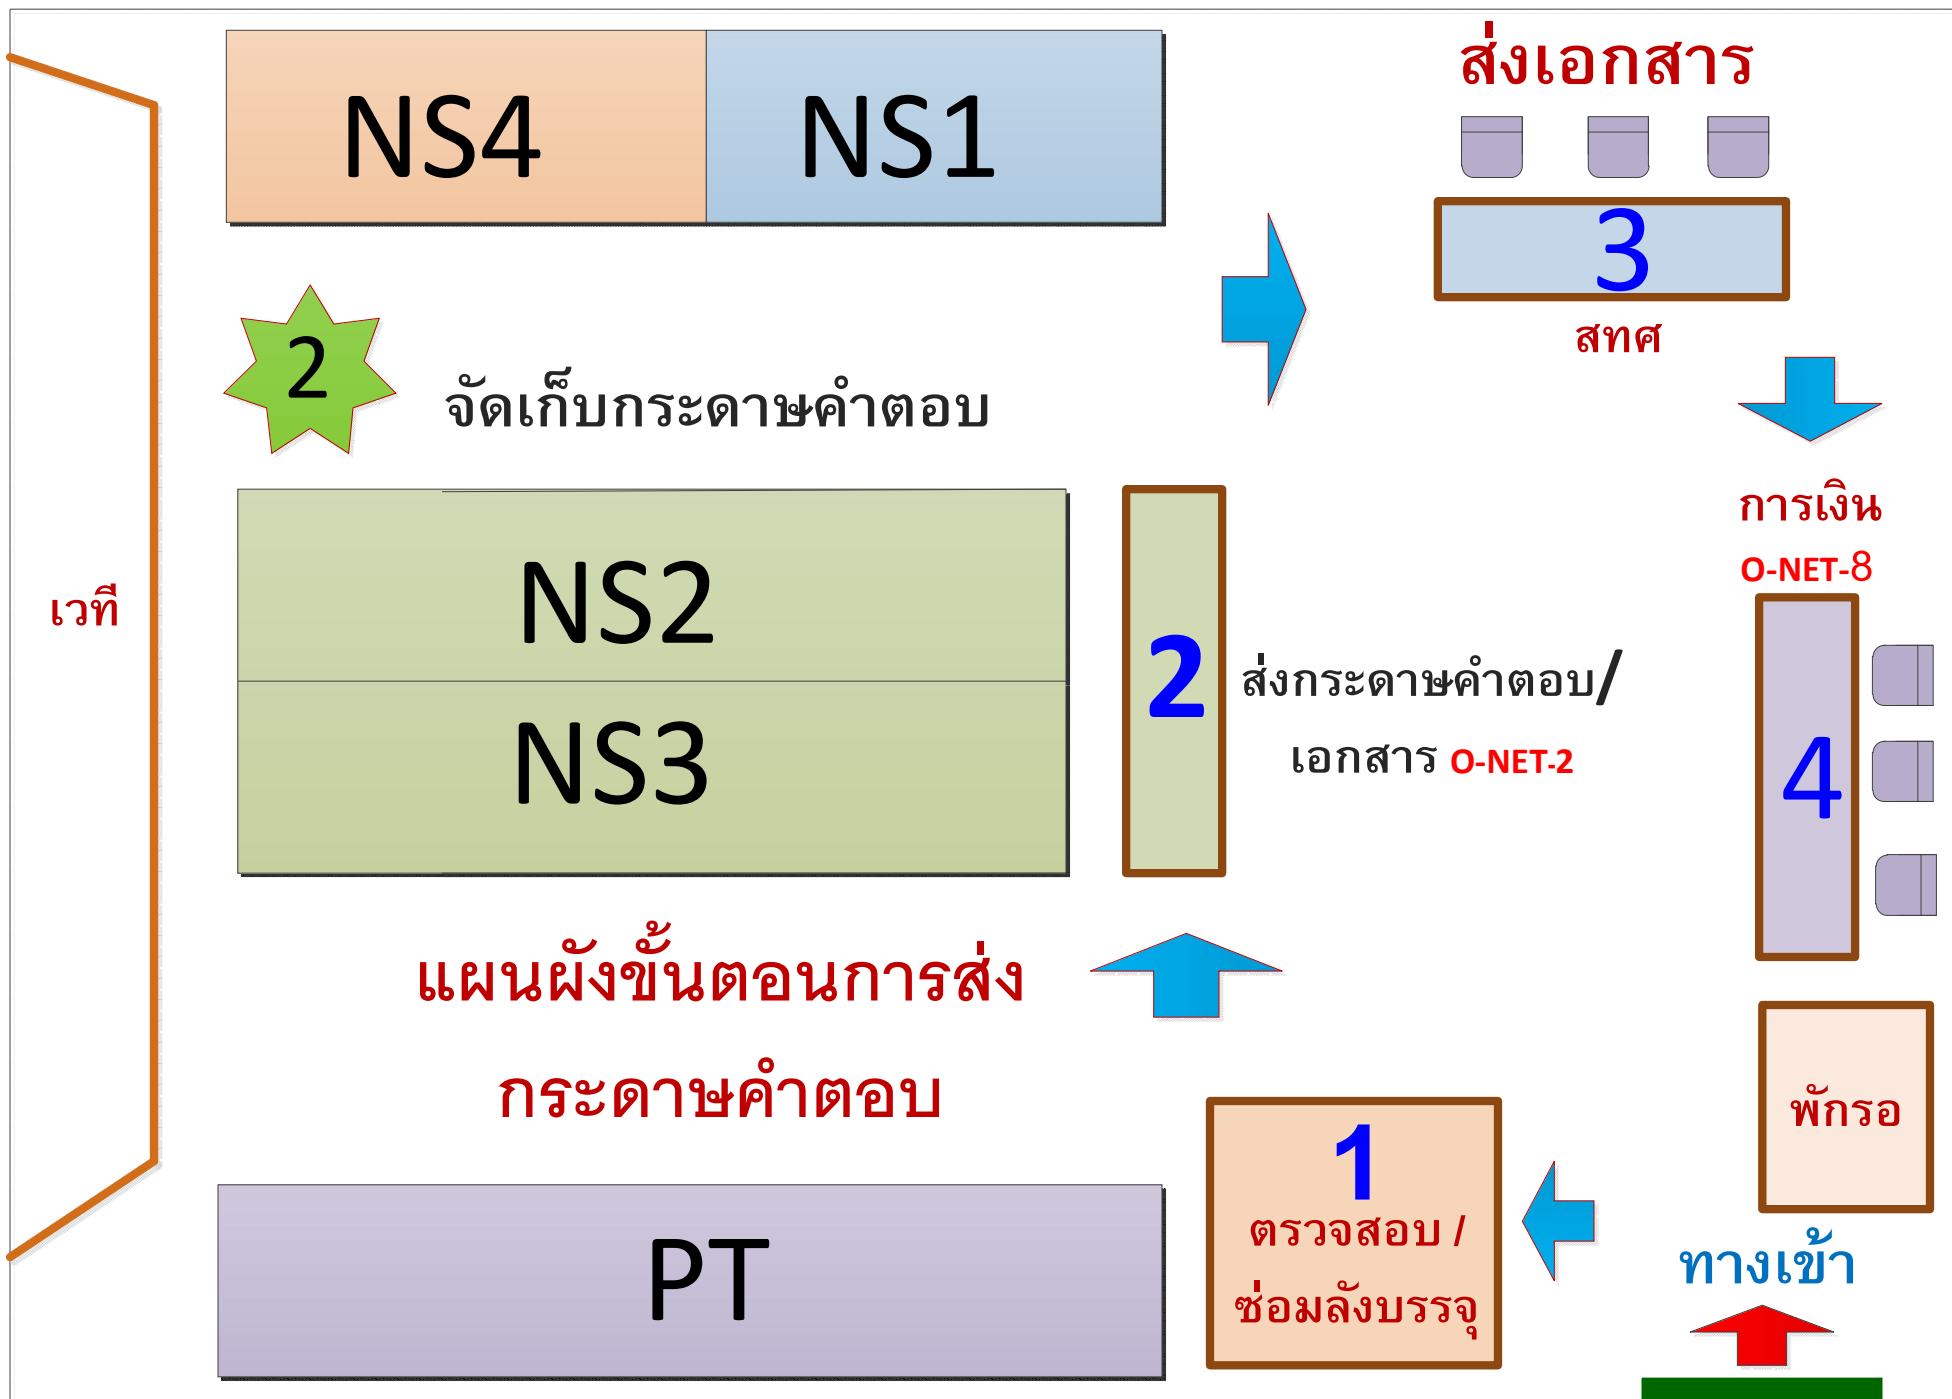 NS4
NS1
ส่งเอกสาร
3
สทศ
2
จัดเก็บกระดาษคำตอบ
การเงิน
O-NET-8
เวที
NS2
NS3
2
ส่งกระดาษคำตอบ/
เอกสาร O-NET-2
4
แผนผังขั้นตอนการส่ง
กระดาษคำตอบ
พักรอ
1
ตรวจสอบ /
ซ่อมลังบรรจุ
ทางเข้า
PT